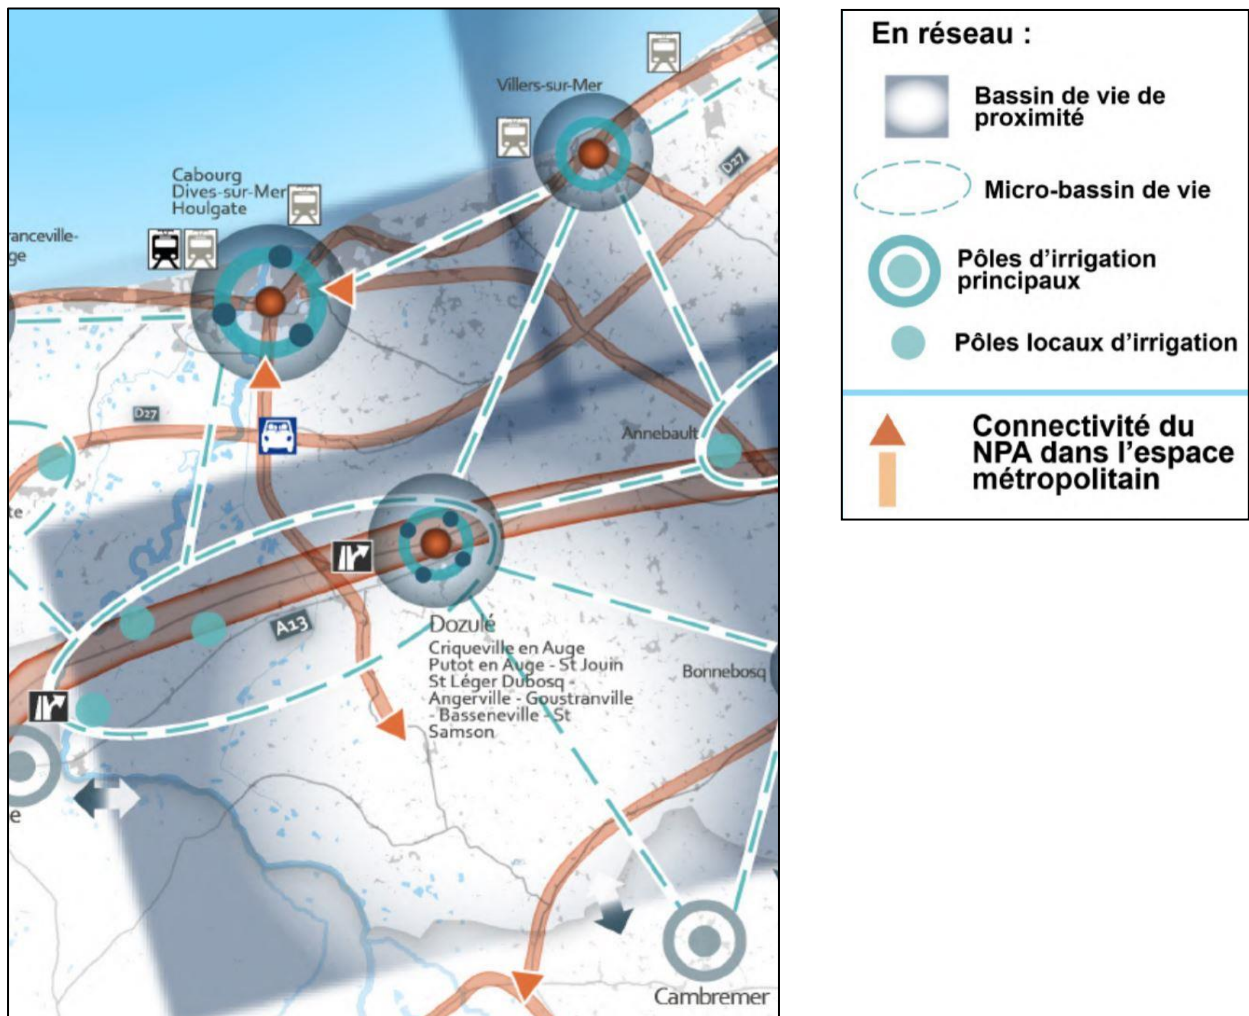 Villers-sur-Mer
Cabourg
Dives-sur-Mer
Houlgate
D27
ranceville-
ge
D27
Annebault
te
A13
Dozulé
Criqueville en Auge
Putot en Auge - St Jouin
St Léger Dubosq -
Angerville - Goustranville
- Basseneville - St
Samson
Bonnebosq
e
Cambremer
En réseau :
Bassin de vie de
proximité
Micro-bassin de vie
Pôles d'irrigation
principaux
Pôles locaux d'irrigation
Connectivité du
NPA dans l'espace
métropolitain